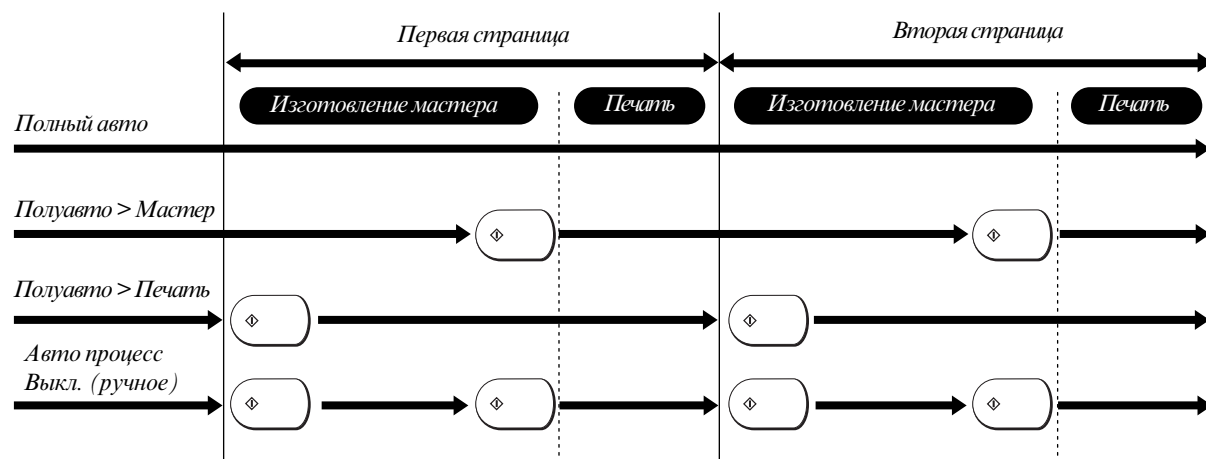 Первая страница
Вторая страница
Изготовление мастера
Печать
Изготовление мастера
Печать
Полный авто
Полуавто > Мастер
Полуавто > Печать
Авто процесс
Выкл. (ручное)